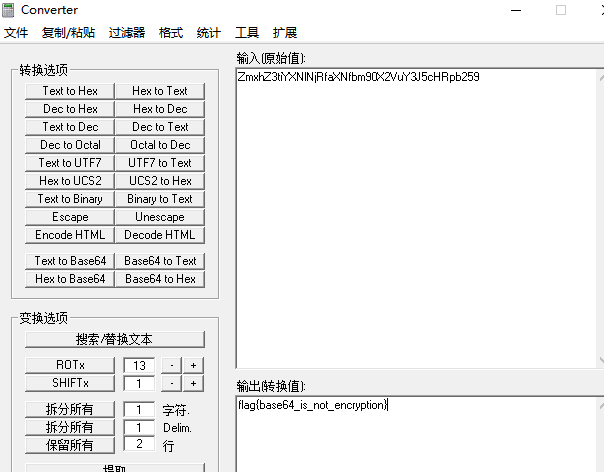 Converter
文件 复制/粘贴 过滤器 格式 统计 工具 扩展
转换选项
Text to Hex Hex to Text
Dec to Hex Hex to Dec
Text to Dec Dec to Text
Dec to Octal Octal to Dec
Text to UTF7 UTF7 to Text
Hex to UCS2 UCS2 to Hex
Text to Binary Binary to Text
Escape Unescape
Encode HTML Decode HTML
Text to Base64 Base64 to Text
Hex to Base64 Base64 to Hex
变换选项
搜索/替换文本
ROTx 13 - +
SHIFTx 1 - +
拆分所有 1 字符.
拆分所有 1 Delim.
保留所有 2 行
提取
输入(原始值):
ZmxhZ3tiYXNlNjRfaXNfbm90X2VuY3J5cHRpb259
输出(转换值):
flag{base64_is_not_encryption}